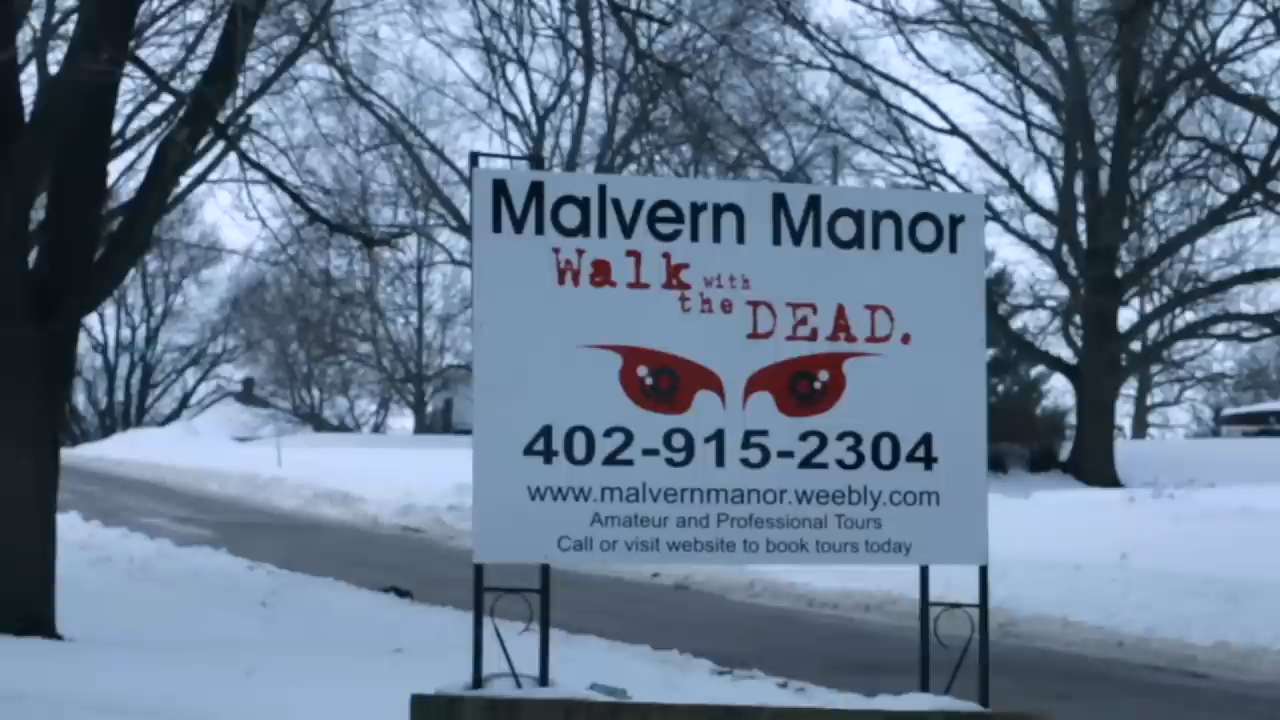 Malvern Manor
Walk with
the DEAD.
402-915-2304
www.malvernmanor.weebly.com
Amateur and Professional Tours
Call or visit website to book tours today